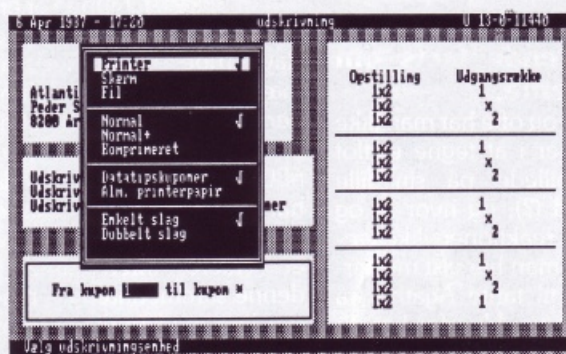 6 Apr 1987 - 17:20 udskrivning U 13-0-11440
Printer √
Skærm
Fil
Normal √
Normal+
Komprimeret
Datatipskuponer √
Alm. printerpapir
Enkelt slag √
Dobbelt slag
Atlanti
Peder S
8200 År
Udskriv
Udskriv
Udskriv ner
Fra kupon 1 til kupon *
Opstilling Udgangsrække
1x2 1
1x2 x
1x2 2
1x2 1
1x2 x
1x2 2
1x2 1
1x2 x
1x2 2
1x2 1
1x2 x
1x2 2
1x2 1
Vælg udskrivningsenhed